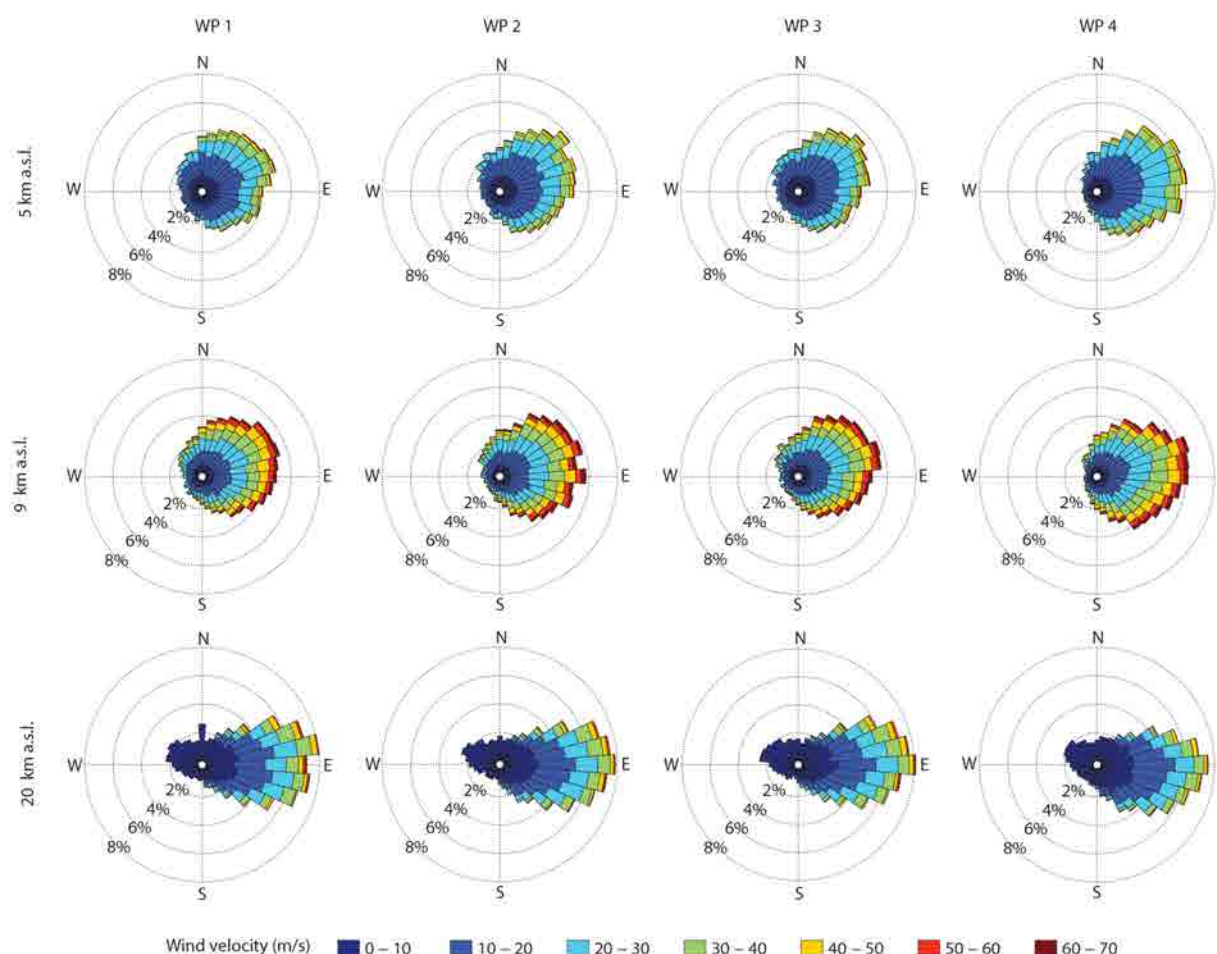 WP 1 WP 2 WP 3 WP 4
N N N N
5 km a.s.l.
W E W E W E W E
2% 2% 2% 2%
4% 4% 4% 4%
6% 6% 6% 6%
8% 8% 8% 8%
S S S S
N N N N
9 km a.s.l.
W E W E W E W E
2% 2% 2% 2%
4% 4% 4% 4%
6% 6% 6% 6%
8% 8% 8% 8%
S S S S
N N N N
20 km a.s.l.
W E W E W E W E
2% 2% 2% 2%
4% 4% 4% 4%
6% 6% 6% 6%
8% 8% 8% 8%
S S S S
Wind velocity (m/s) 0 – 10 10 – 20 20 – 30 30 – 40 40 – 50 50 – 60 60 – 70